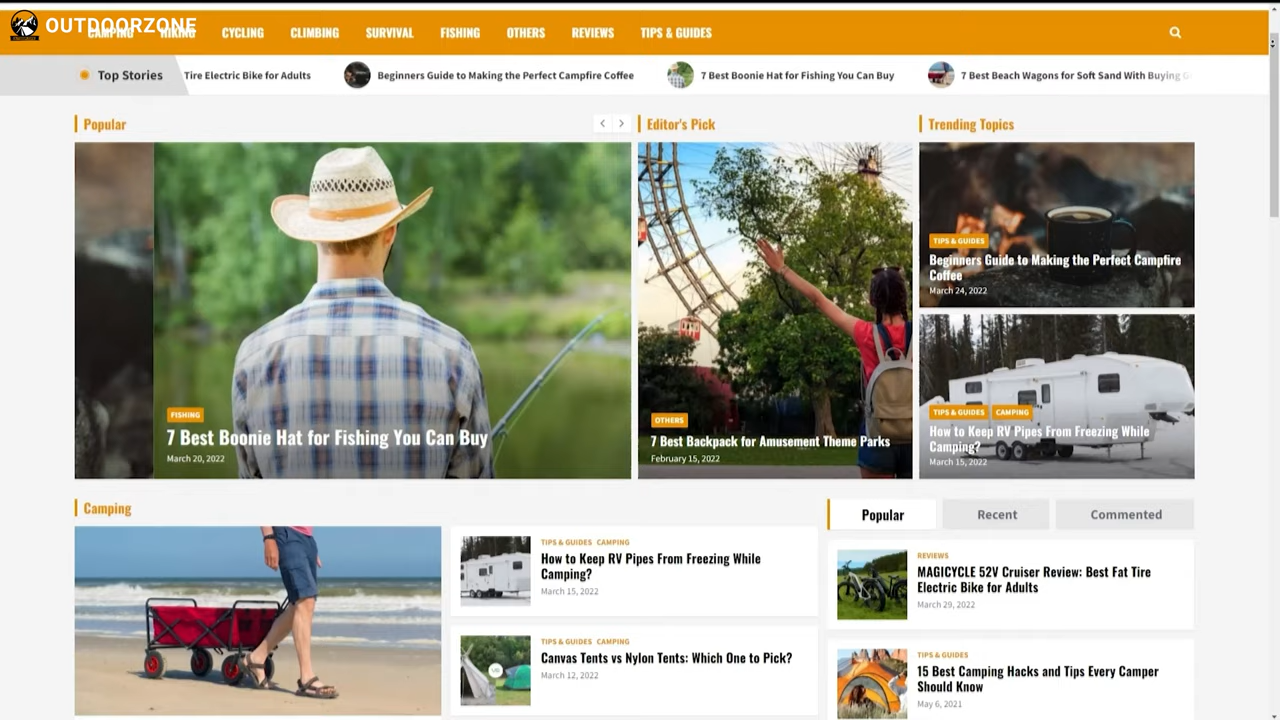 OUTDOORZONE
CAMPING HIKING CYCLING CLIMBING SURVIVAL FISHING OTHERS REVIEWS TIPS & GUIDES
Top Stories
Tire Electric Bike for Adults
Beginners Guide to Making the Perfect Campfire Coffee
7 Best Boonie Hat for Fishing You Can Buy
7 Best Beach Wagons for Soft Sand With Buying
Popular
Editor's Pick
Trending Topics
FISHING
7 Best Boonie Hat for Fishing You Can Buy
March 20, 2022
OTHERS
7 Best Backpack for Amusement Theme Parks
February 15, 2022
TIPS & GUIDES
Beginners Guide to Making the Perfect Campfire
Coffee
March 24, 2022
TIPS & GUIDES CAMPING
How to Keep RV Pipes From Freezing While
Camping?
March 15, 2022
Camping
TIPS & GUIDES CAMPING
How to Keep RV Pipes From Freezing While
Camping?
March 15, 2022
TIPS & GUIDES CAMPING
Canvas Tents vs Nylon Tents: Which One to Pick?
March 12, 2022
Popular Recent Commented
REVIEWS
MAGICYCLE 52V Cruiser Review: Best Fat Tire
Electric Bike for Adults
March 29, 2022
TIPS & GUIDES
15 Best Camping Hacks and Tips Every Camper
Should Know
May 6, 2021